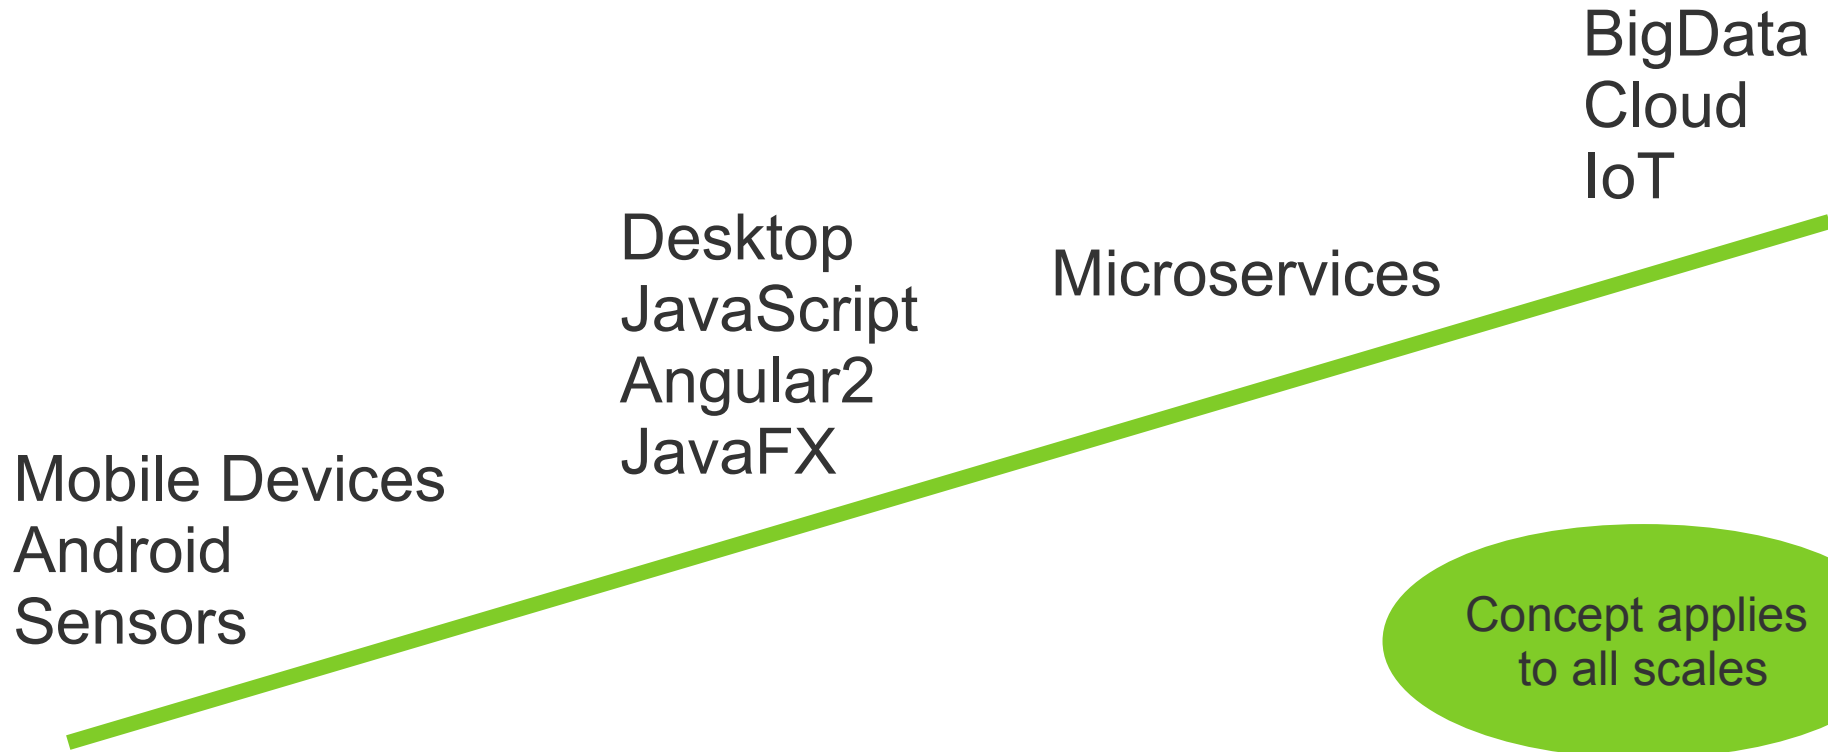 BigData
Cloud
IoT
Desktop
JavaScript
Angular2
JavaFX
Microservices
Mobile Devices
Android
Sensors
Concept applies
to all scales